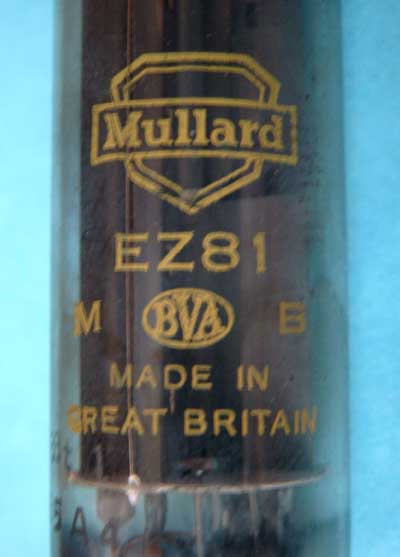 Mullard
EZ81
M BVA B
MADE IN
GREAT BRITAIN